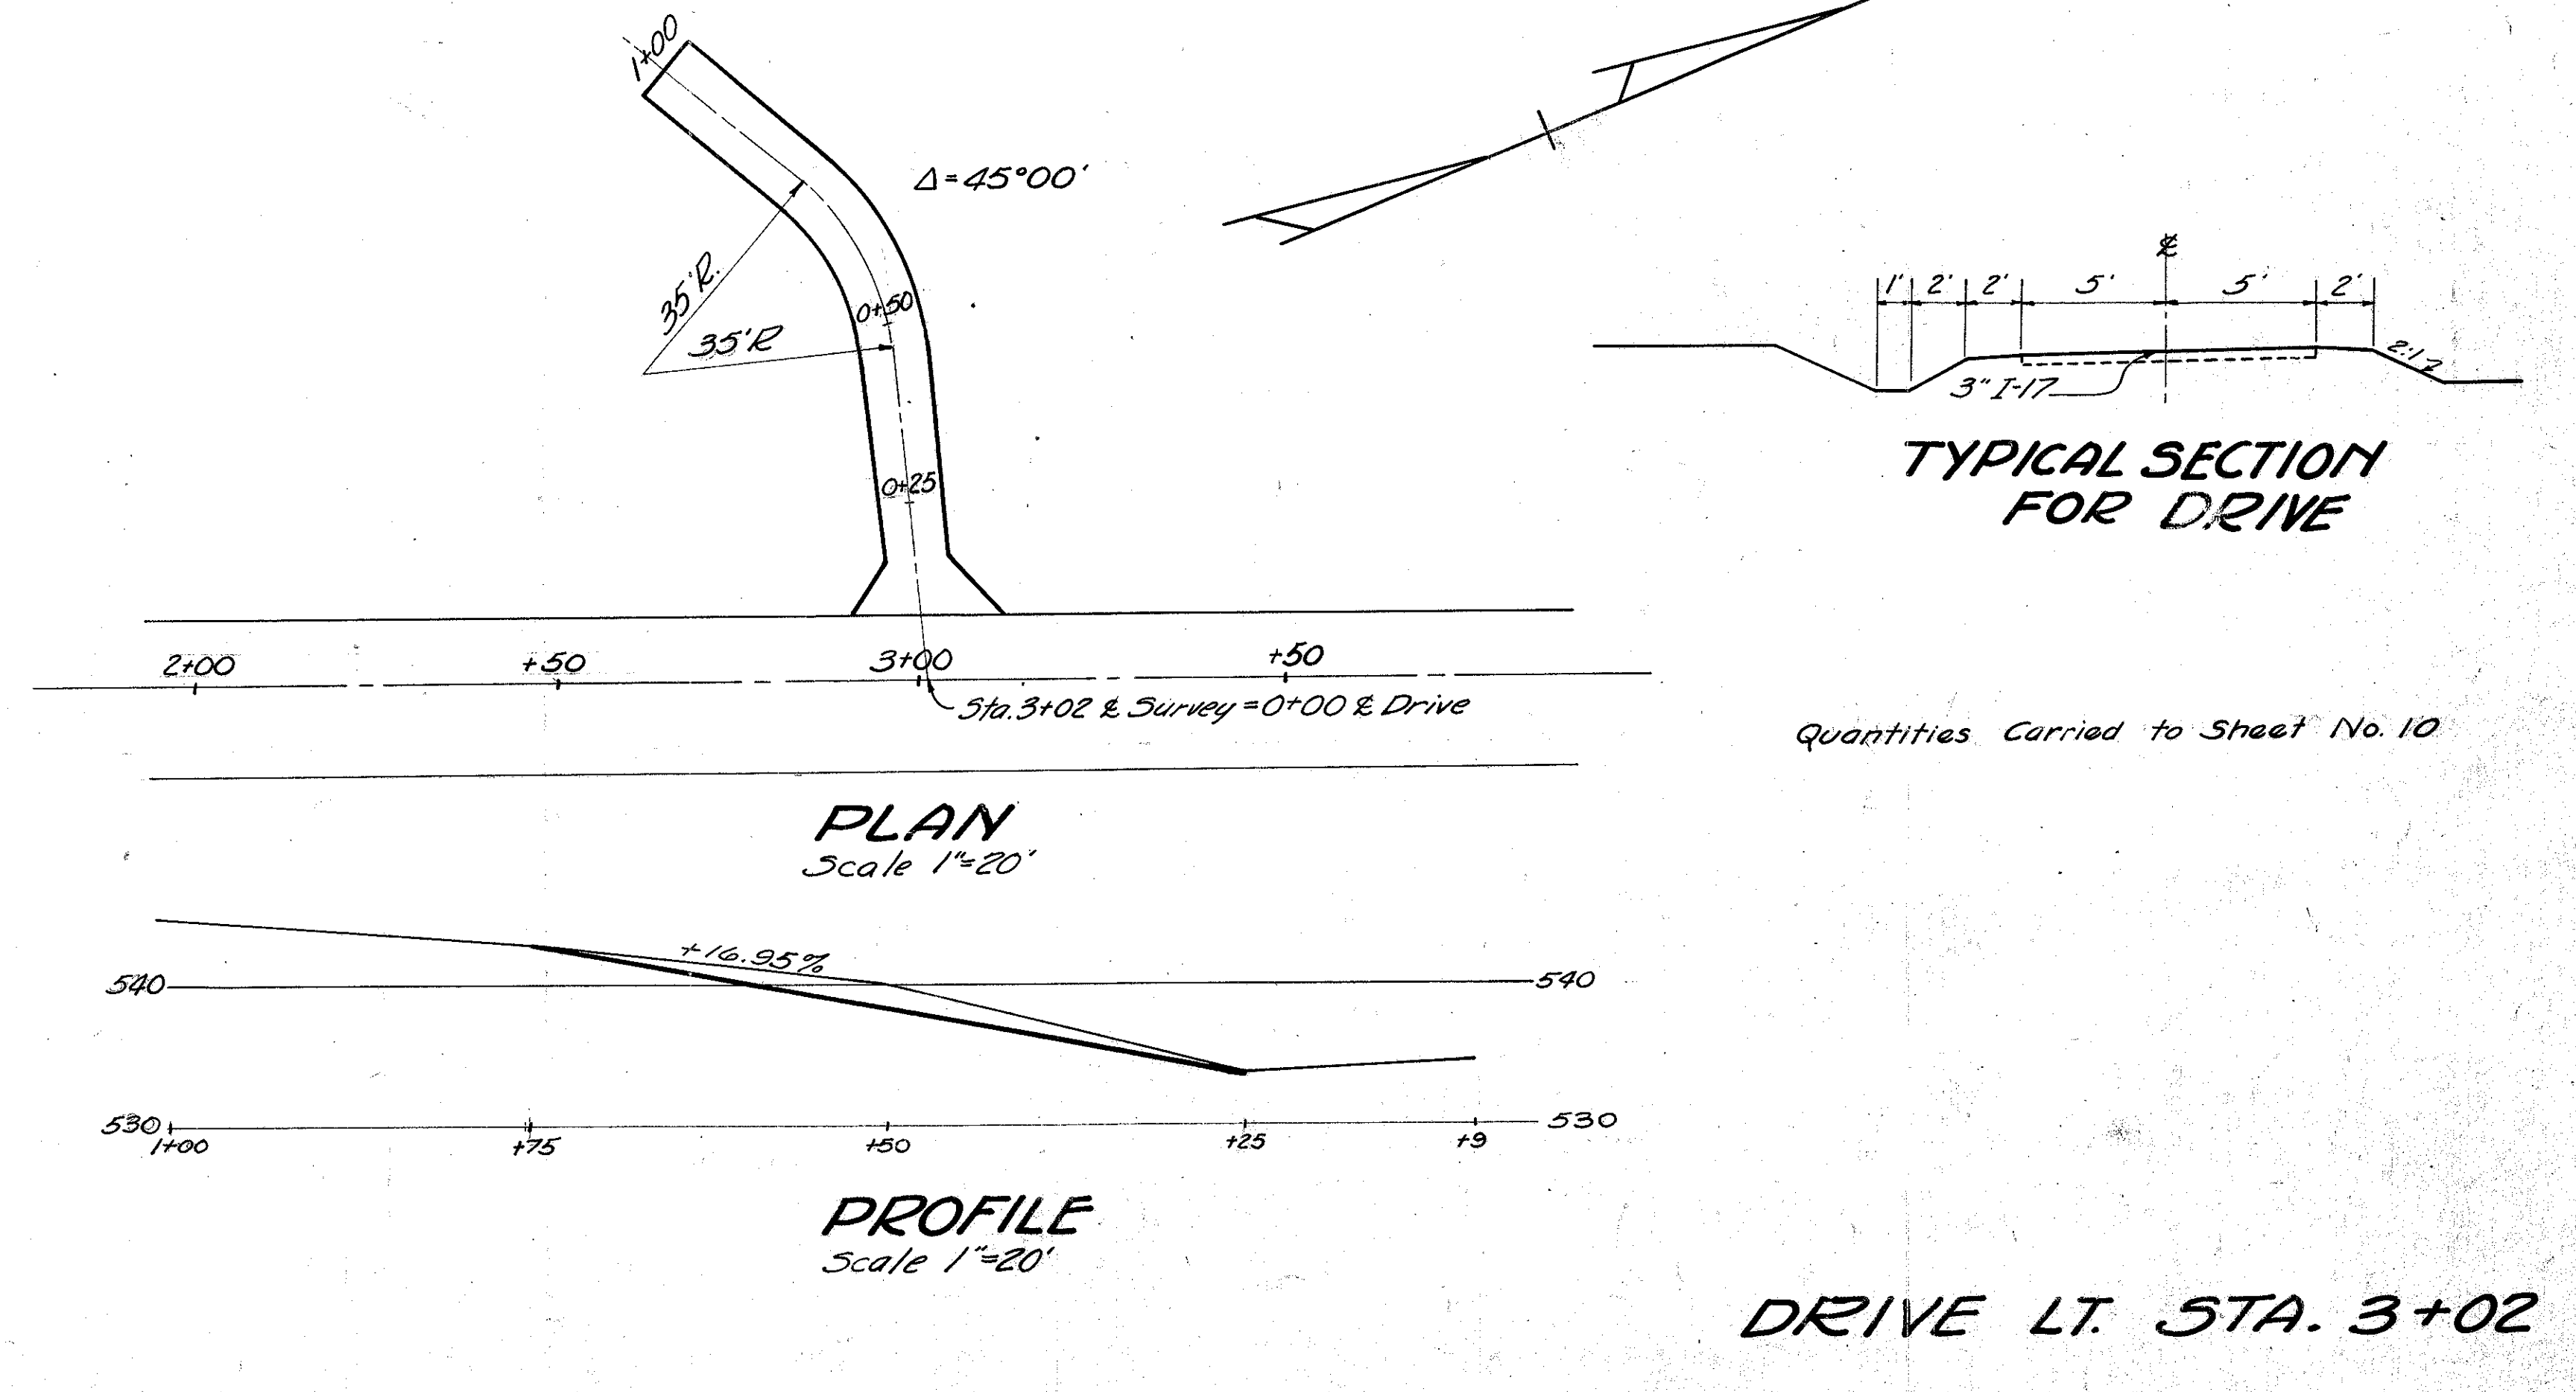 1+00
Δ=45°00'
35'R.
35'R
0+50
0+25
2+00 +50 3+00 +50
Sta. 3+02 ℄ Survey = 0+00 ℄ Drive
PLAN
Scale 1"=20'
℄
1' 2' 2' 5' 5' 2'
2:1
3" I-17
TYPICAL SECTION
FOR DRIVE
Quantities Carried to Sheet No. 10
+16.95%
540 540
530 530
1+00 +75 +50 +25 +9
PROFILE
Scale 1"=20'
DRIVE LT. STA. 3+02